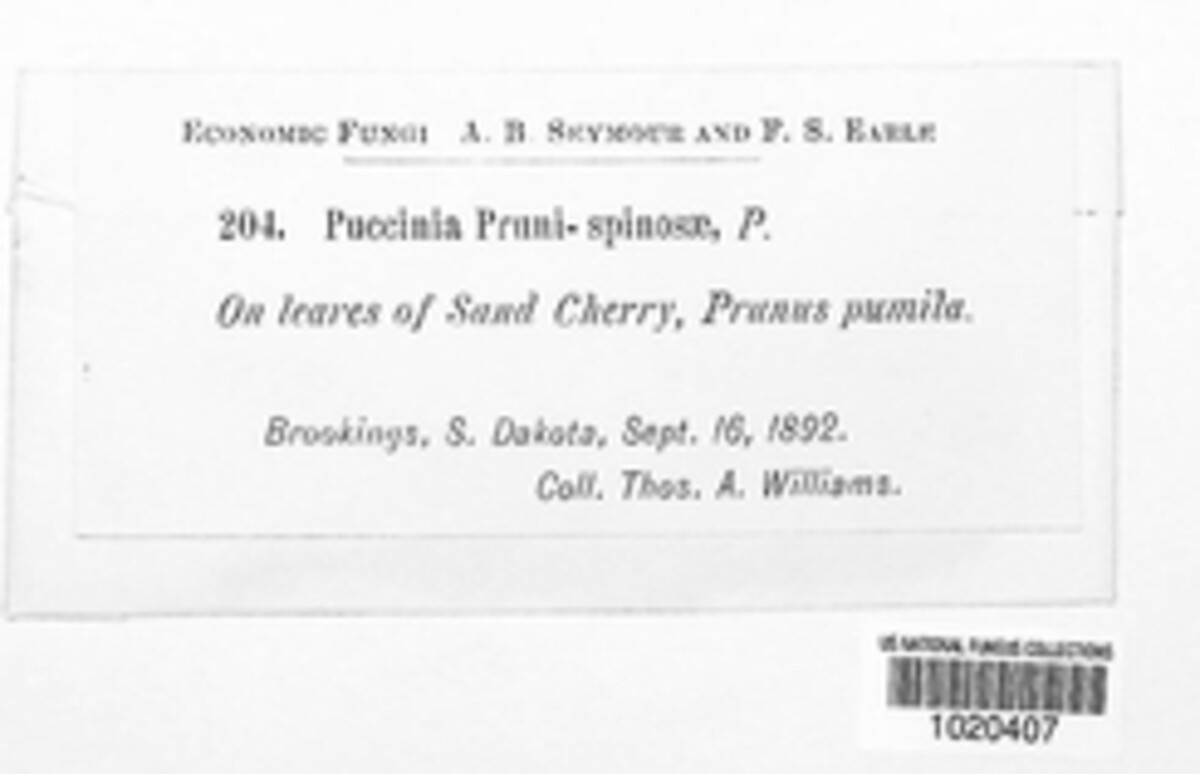 ECONOMIC FUNGI A. B. SEYMOUR AND F. S. EARLE
204. Puccinia Pruni-spinosæ, P.
On leaves of Sand Cherry, Prunus pumila.
Brookings, S. Dakota, Sept. 16, 1892.
Coll. Thos. A. Williams.
US NATIONAL FUNGUS COLLECTIONS
1020407